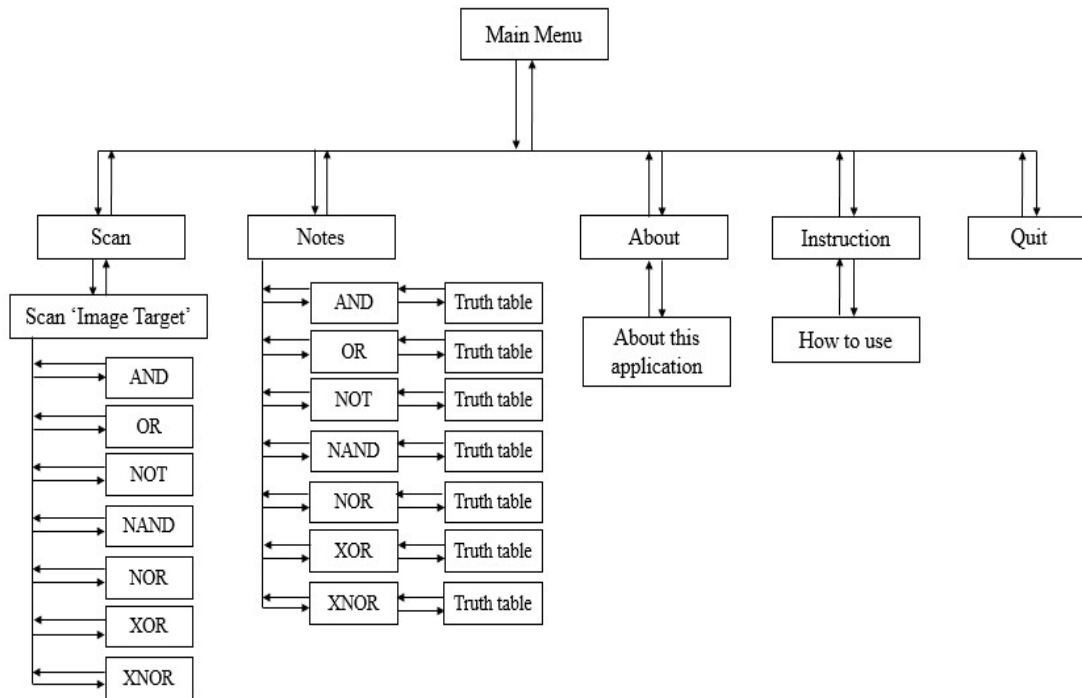 Main Menu
Scan
Notes
About
Instruction
Quit
Scan ‘Image Target’
AND
OR
NOT
NAND
NOR
XOR
XNOR
AND
Truth table
OR
Truth table
NOT
Truth table
NAND
Truth table
NOR
Truth table
XOR
Truth table
XNOR
Truth table
About this
application
How to use